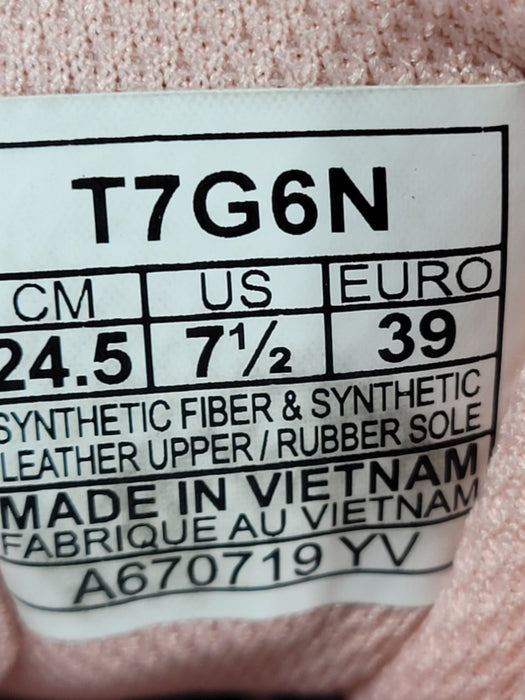 T7G6N
CM US EURO
24.5 7½ 39
SYNTHETIC FIBER & SYNTHETIC
LEATHER UPPER / RUBBER SOLE
MADE IN VIETNAM
FABRIQUE AU VIETNAM
A670719 YV